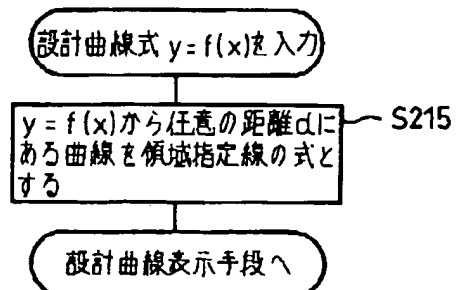 設計曲線式 y=f(x)を入力
y=f(x)から任意の距離dに
ある曲線を領域指定線の式と
する
S215
設計曲線表示手段へ